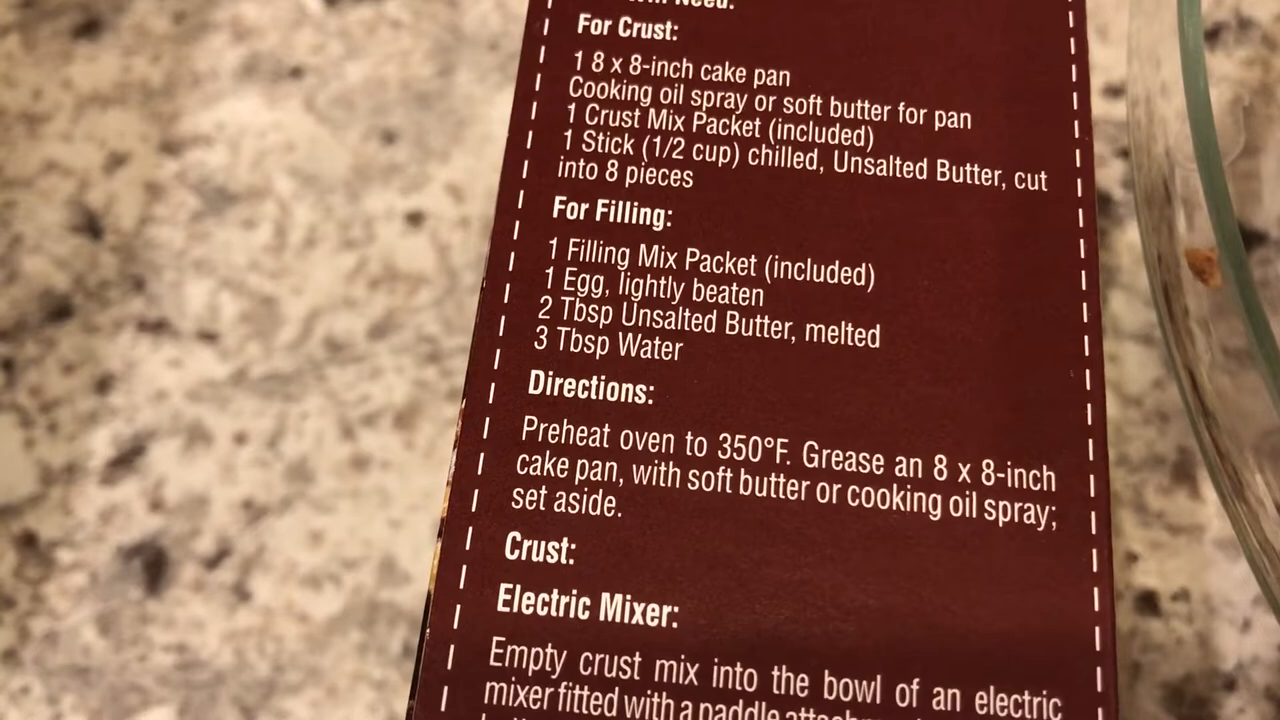 Need:
For Crust:
1 8 x 8-inch cake pan
Cooking oil spray or soft butter for pan
1 Crust Mix Packet (included)
1 Stick (1/2 cup) chilled, Unsalted Butter, cut
into 8 pieces
For Filling:
1 Filling Mix Packet (included)
1 Egg, lightly beaten
2 Tbsp Unsalted Butter, melted
3 Tbsp Water
Directions:
Preheat oven to 350°F. Grease an 8 x 8-inch
cake pan, with soft butter or cooking oil spray;
set aside.
Crust:
Electric Mixer:
Empty crust mix into the bowl of an electric
mixer fitted with a paddle